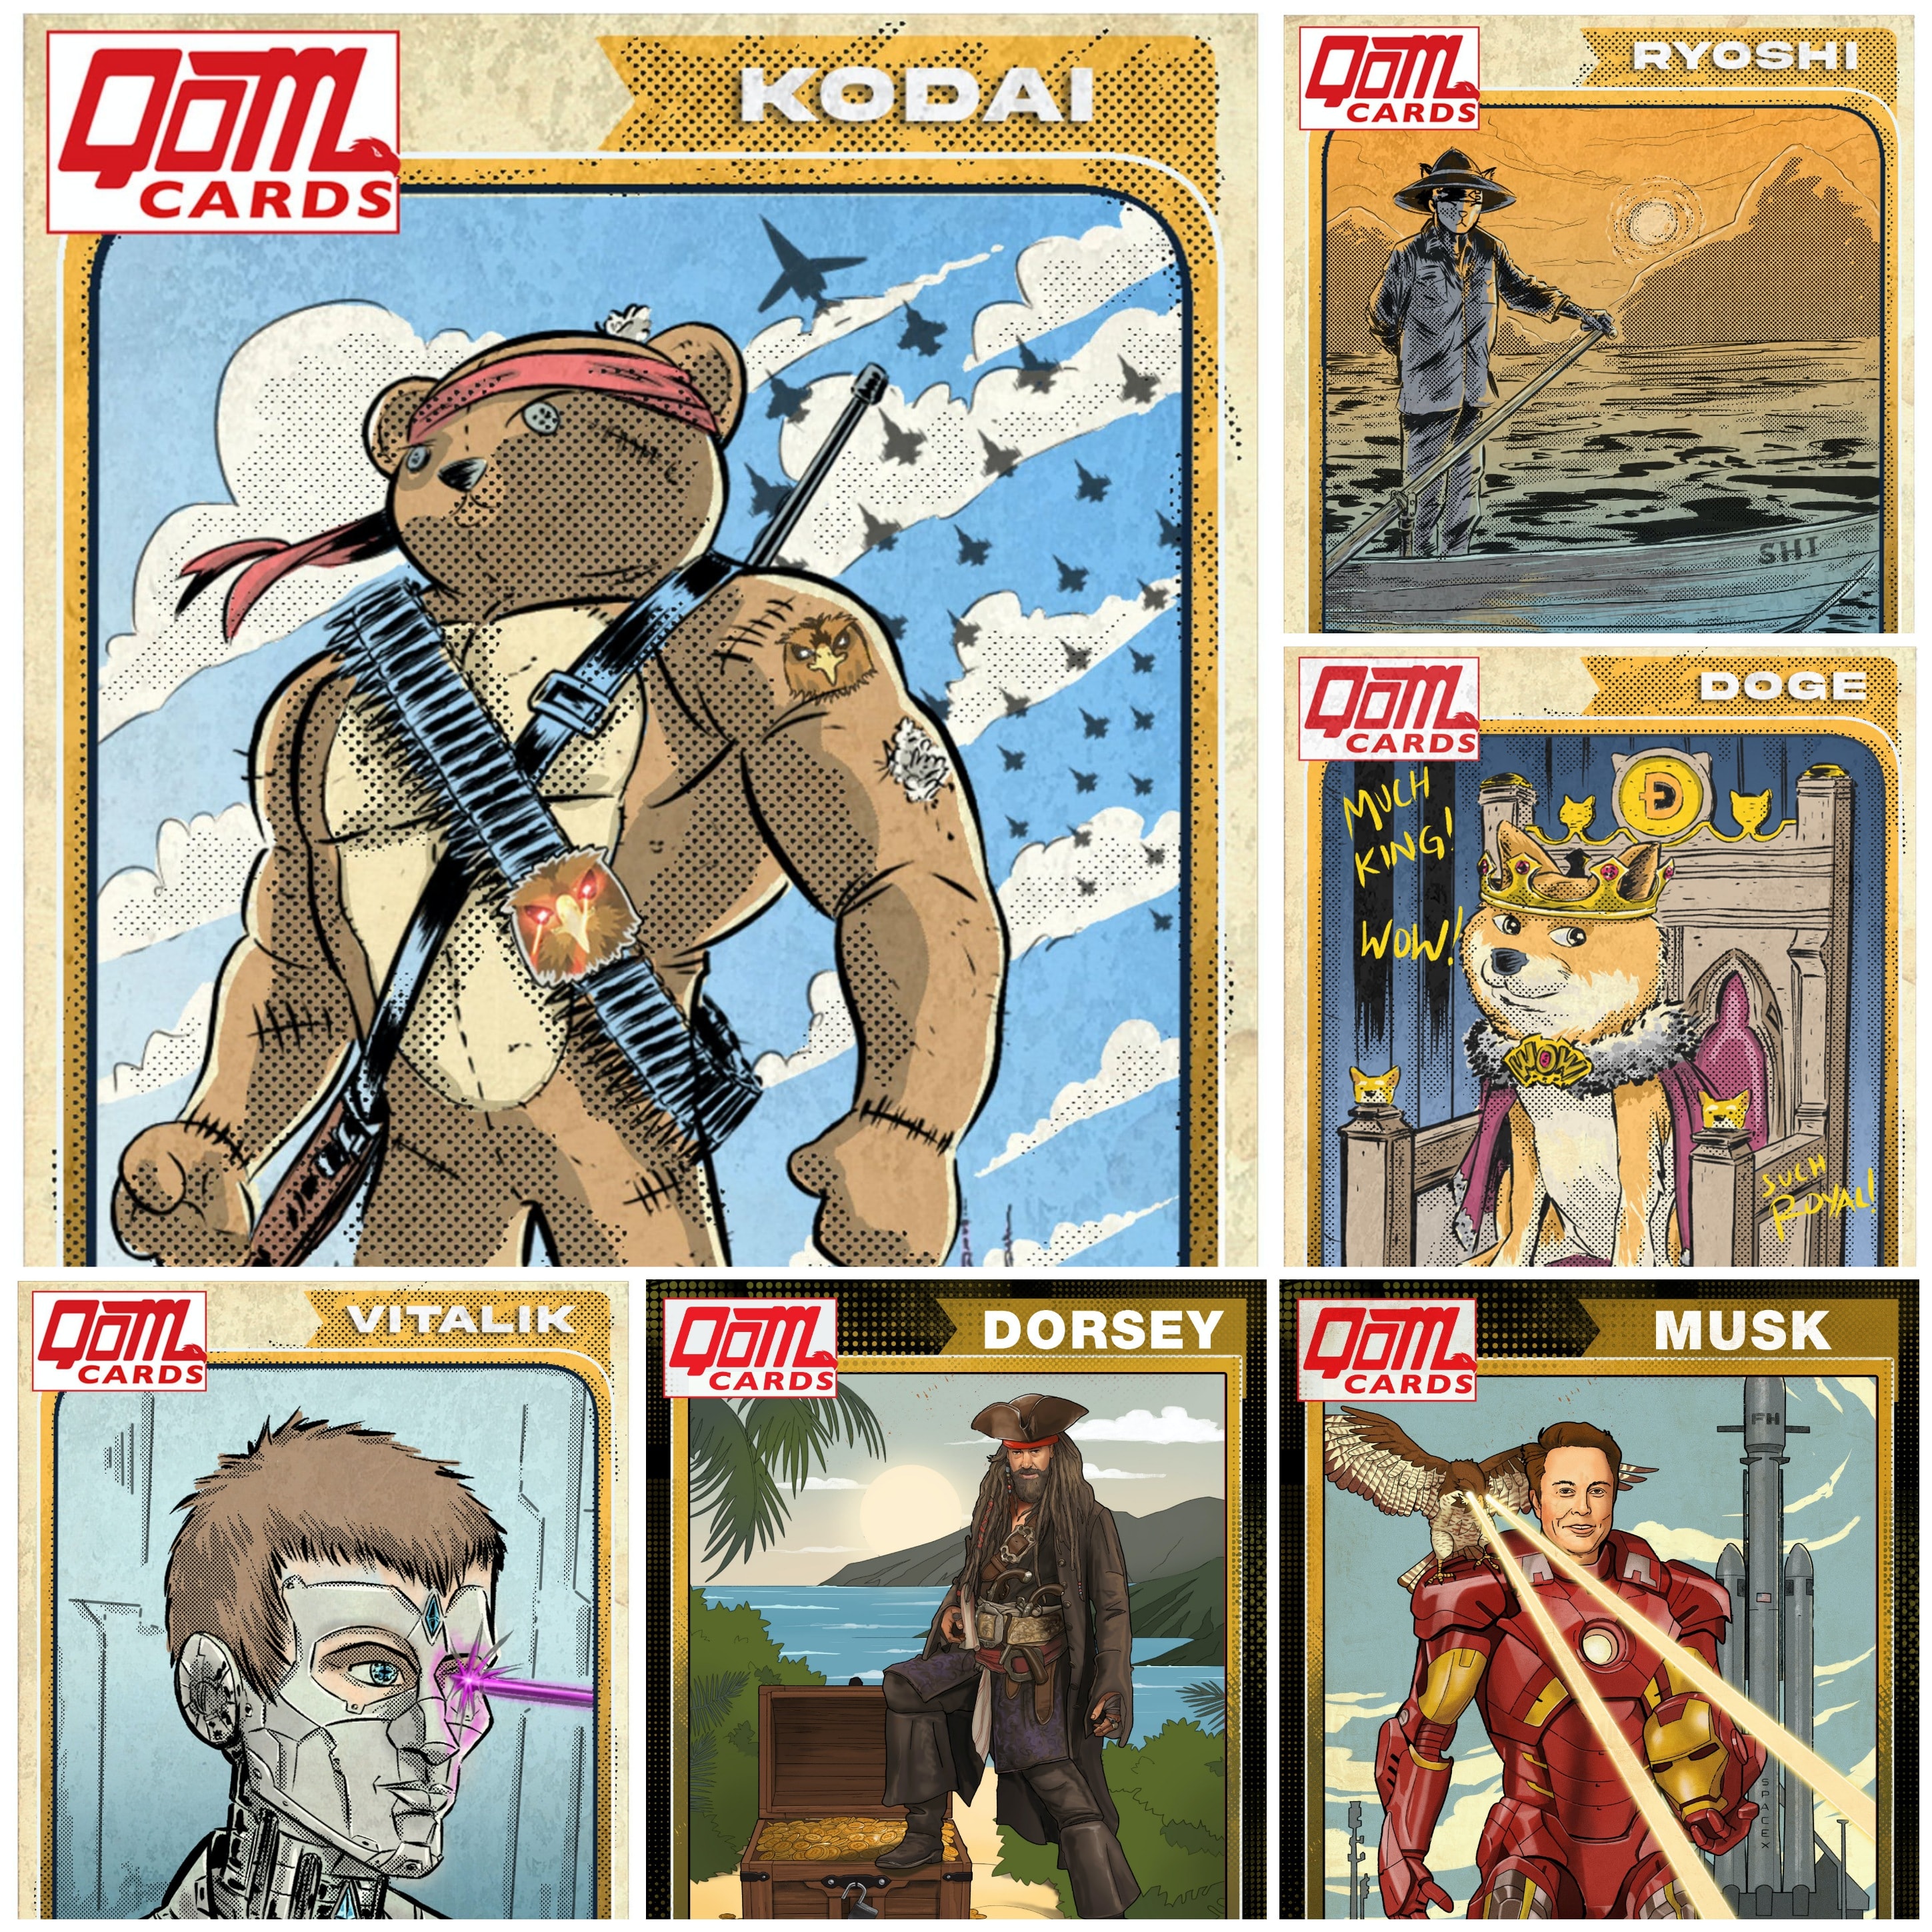 QOM
CARDS
KODAI
QOM
CARDS
RYOSHI
SHI
QOM
CARDS
DOGE
MUCH
KING!
WOW!
Ð
WOW
SUCH
ROYAL!
QOM
CARDS
VITALIK
QOM
CARDS
DORSEY
QOM
CARDS
MUSK
FH
SPACEX